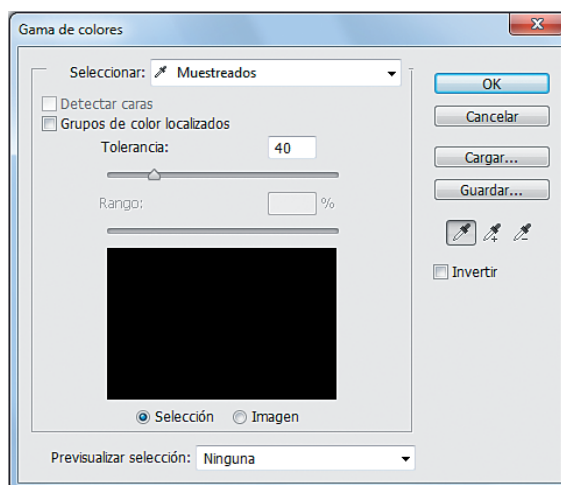 Gama de colores
Seleccionar: Muestreados
OK
Detectar caras
Grupos de color localizados
Cancelar
Tolerancia: 40
Cargar...
Guardar...
Rango: %
Invertir
Selección Imagen
Previsualizar selección: Ninguna